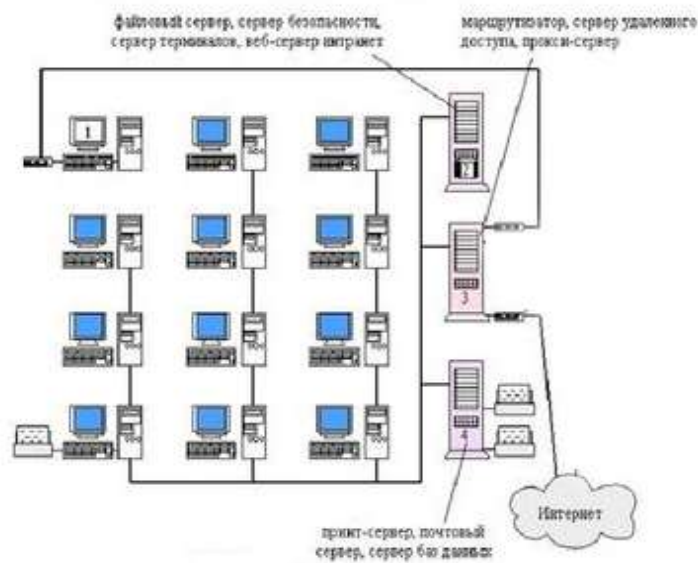 файловый сервер, сервер безопасности,
сервер терминалов, веб-сервер интранет
маршрутизатор, сервер удаленного
доступа, прокси-сервер
1
2
3
4
Интернет
принт-сервер, почтовый
сервер, сервер баз данных